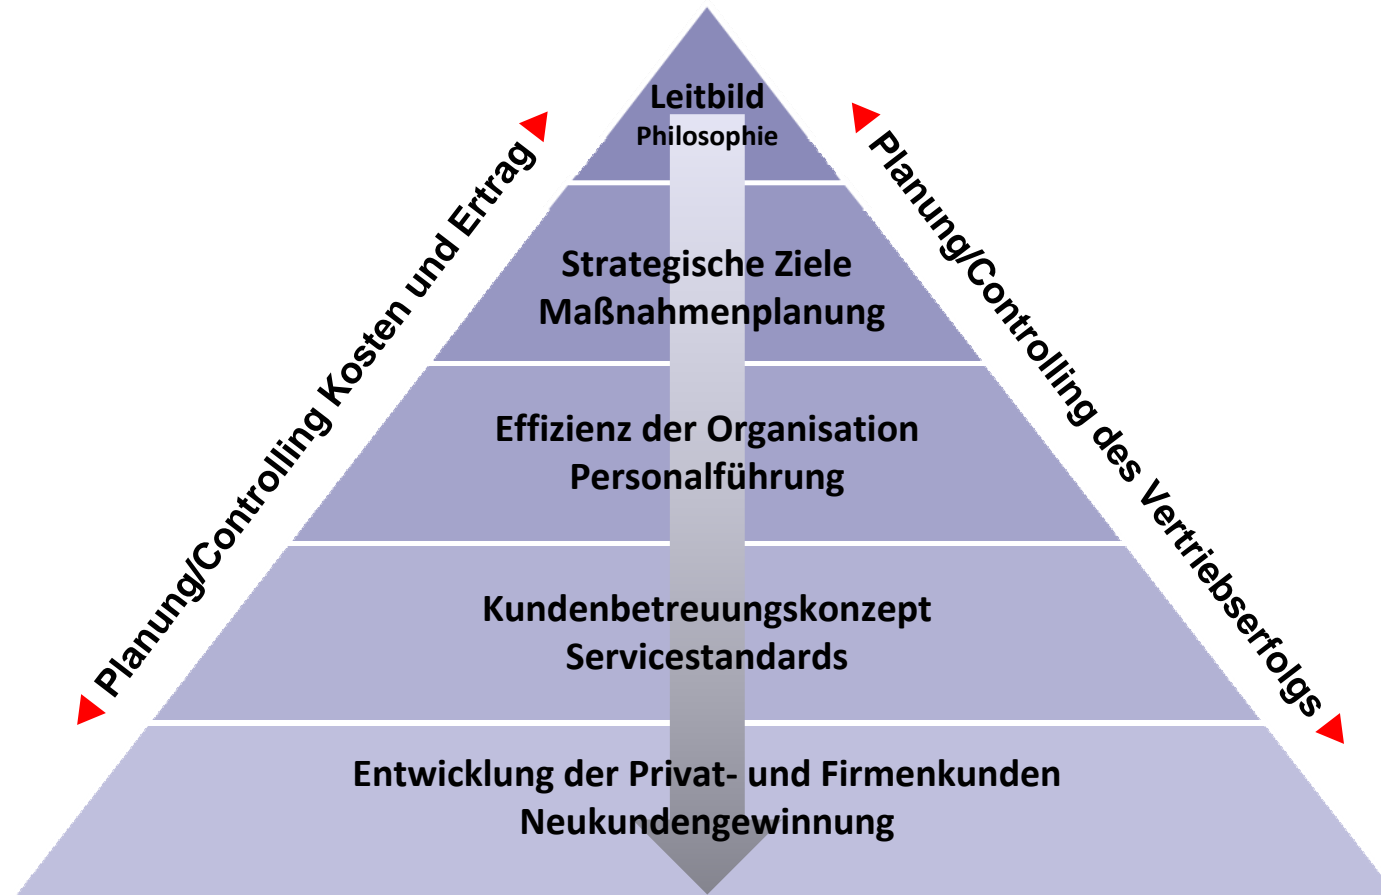 Leitbild
Philosophie
Planung/Controlling Kosten und Ertrag
Planung/Controlling des Vertriebserfolgs
Strategische Ziele
Maßnahmenplanung
Effizienz der Organisation
Personalführung
Kundenbetreuungskonzept
Servicestandards
Entwicklung der Privat- und Firmenkunden
Neukundengewinnung